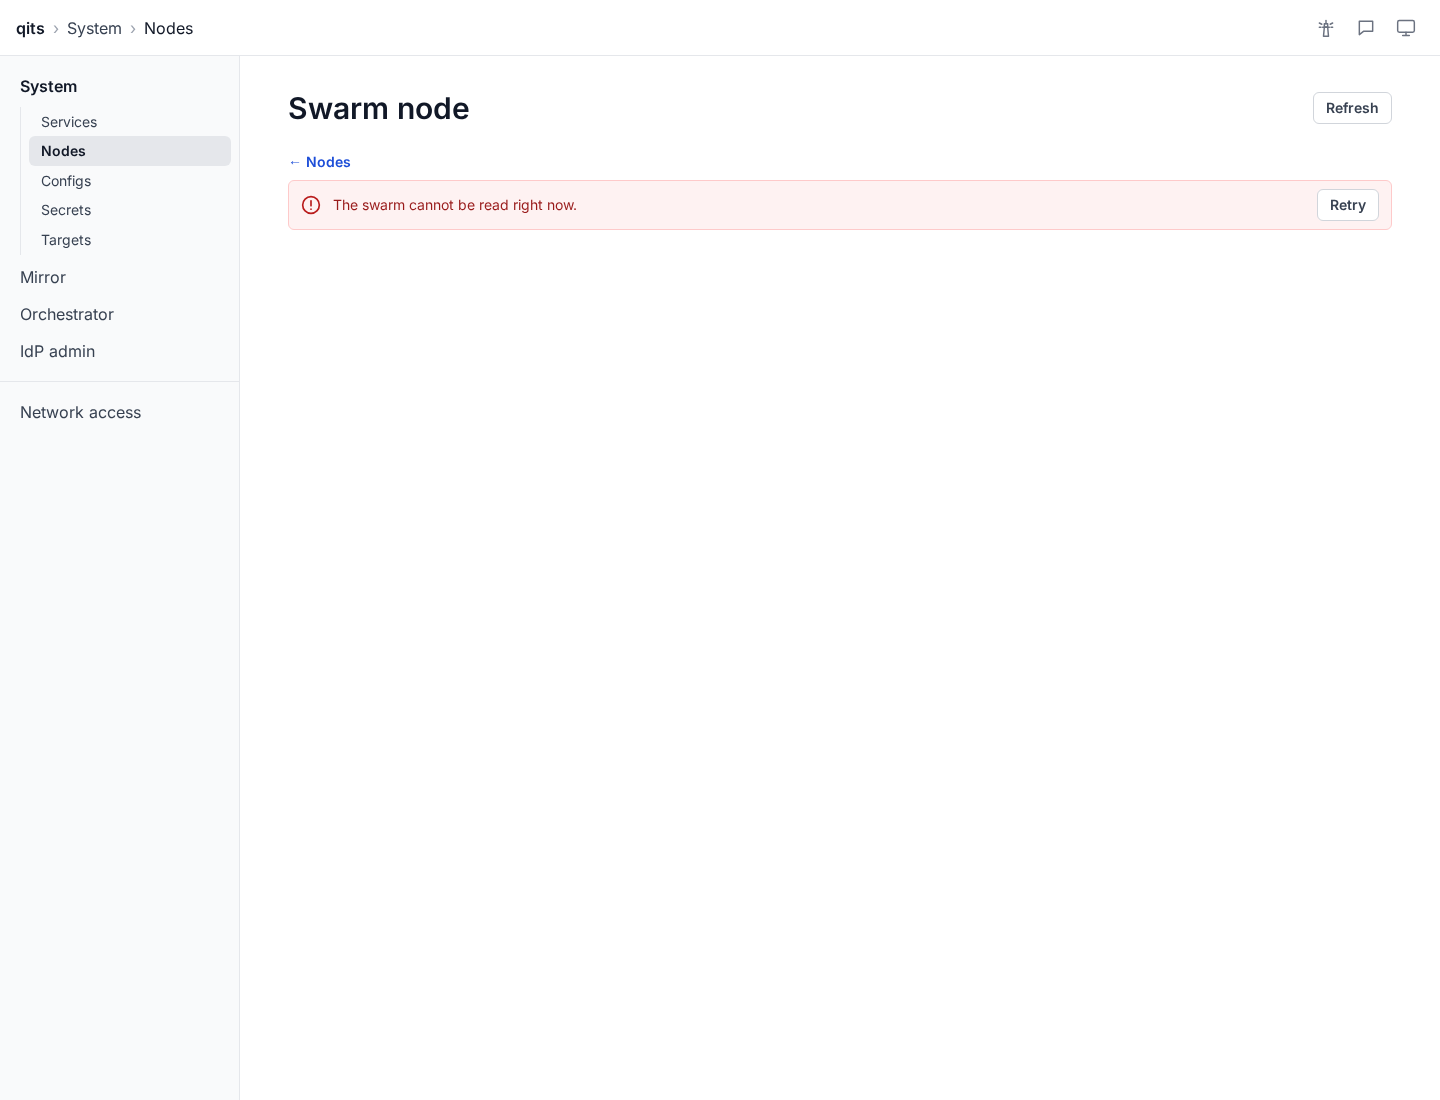 qits › System › Nodes
System
Services
Nodes
Configs
Secrets
Targets
Mirror
Orchestrator
IdP admin
Network access
Swarm node
Refresh
← Nodes
The swarm cannot be read right now.
Retry